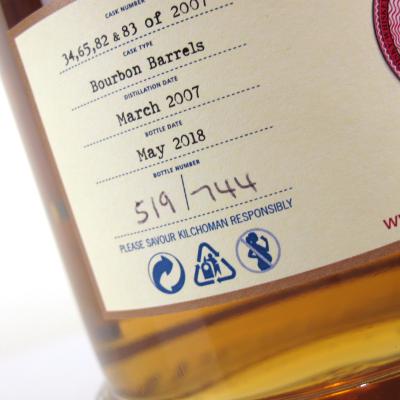 CASK NUMBER
34,65,82 & 83 of 2007
CASK TYPE
Bourbon Barrels
DISTILLATION DATE
March 2007
BOTTLE DATE
May 2018
BOTTLE NUMBER
519/744
PLEASE SAVOUR KILCHOMAN RESPONSIBLY